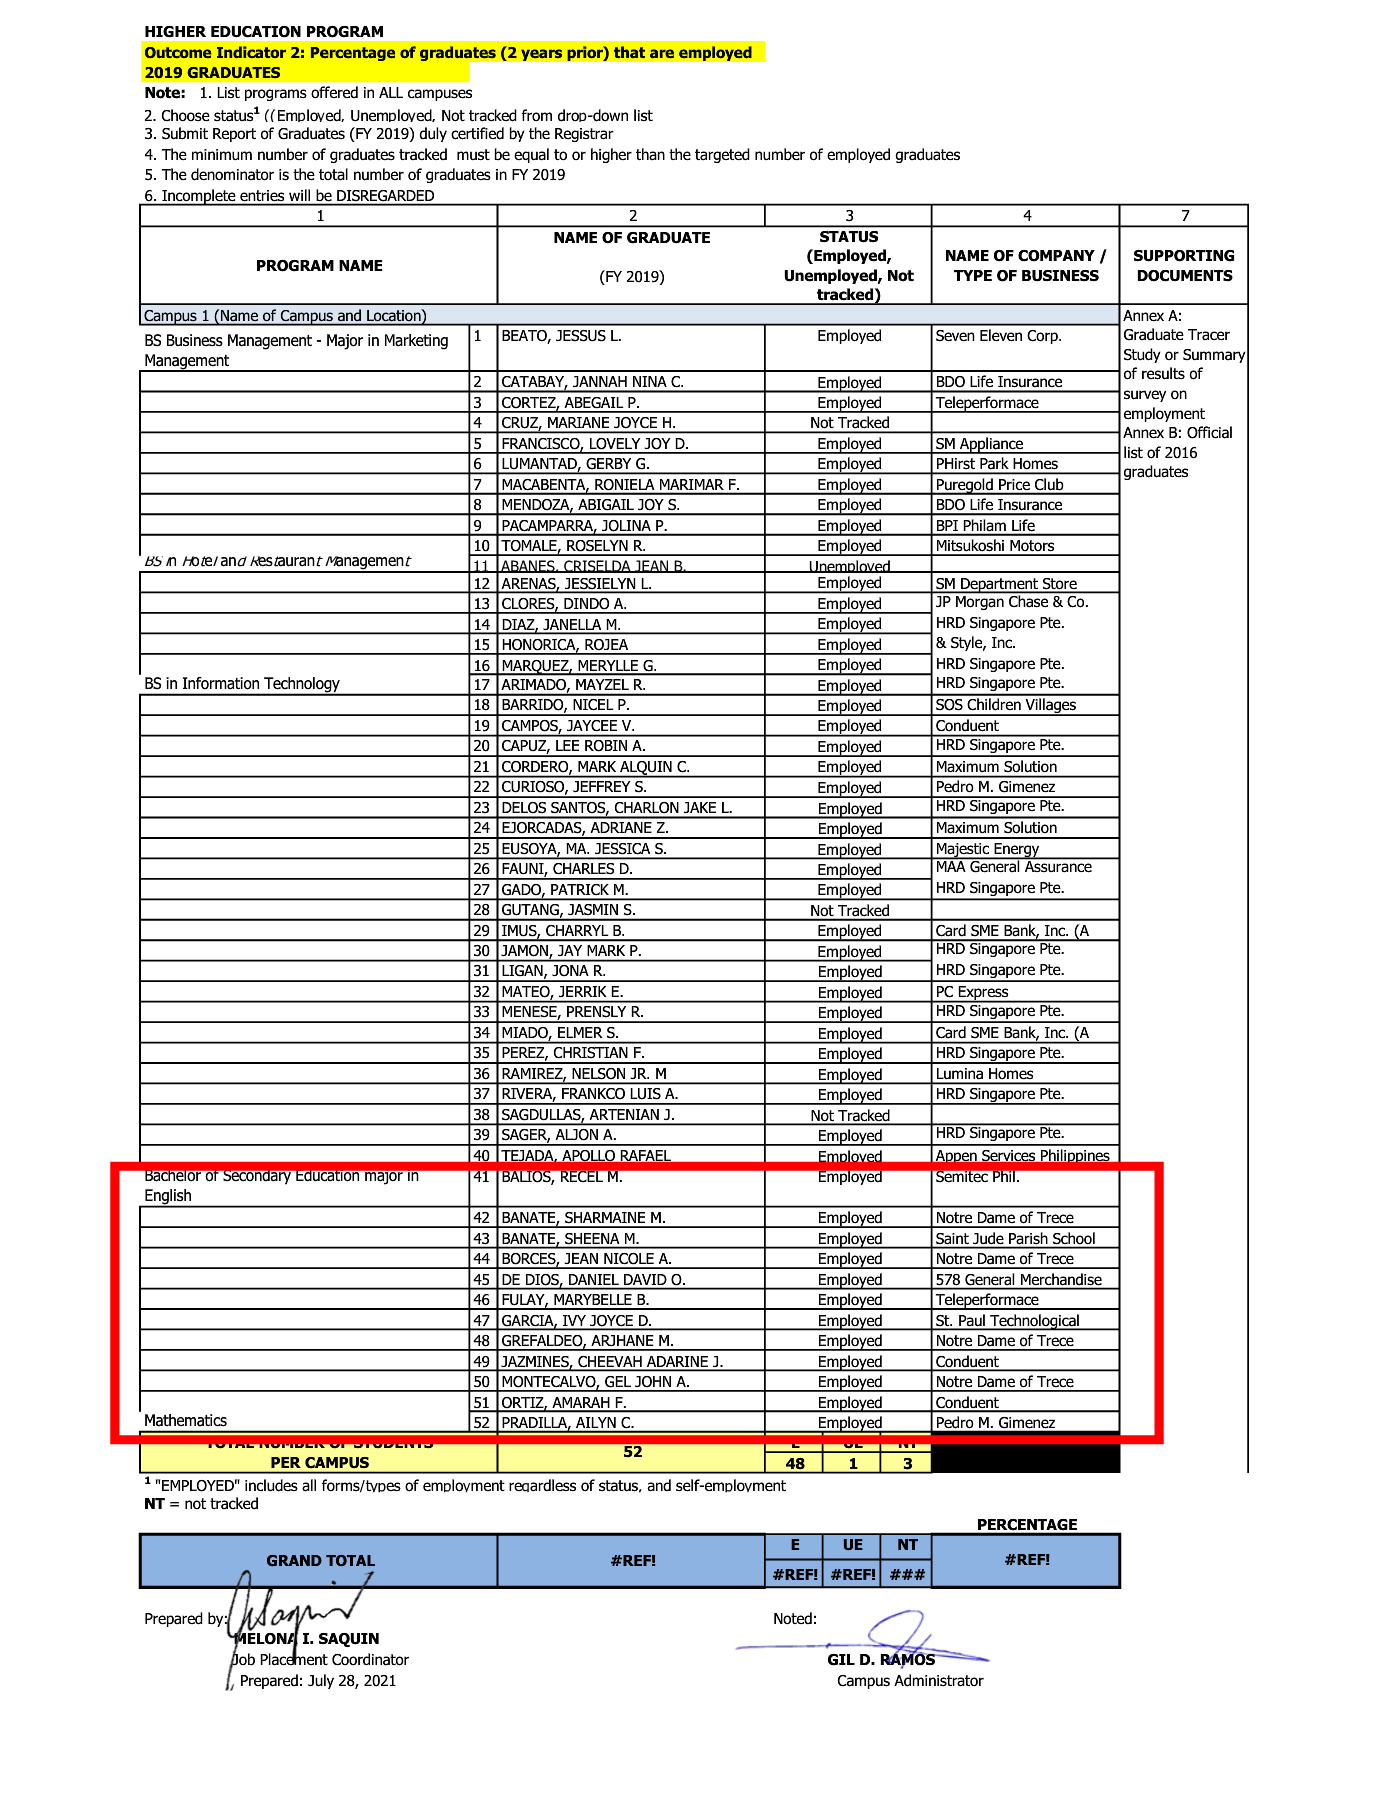 HIGHER EDUCATION PROGRAM
Outcome Indicator 2: Percentage of graduates (2 years prior) that are employed
2019 GRADUATES
Note: 1. List programs offered in ALL campuses
2. Choose status¹ ((Employed, Unemployed, Not tracked from drop-down list
3. Submit Report of Graduates (FY 2019) duly certified by the Registrar
4. The minimum number of graduates tracked must be equal to or higher than the targeted number of employed graduates
5. The denominator is the total number of graduates in FY 2019
6. Incomplete entries will be DISREGARDED
1 2 3 4 7
PROGRAM NAME
NAME OF GRADUATE
(FY 2019)
STATUS
(Employed,
Unemployed, Not
tracked)
NAME OF COMPANY /
TYPE OF BUSINESS
SUPPORTING
DOCUMENTS
Campus 1 (Name of Campus and Location)
Annex A:
Graduate Tracer
Study or Summary
of results of
survey on
employment
Annex B: Official
list of 2016
graduates
BS Business Management - Major in Marketing
Management
1 BEATO, JESSUS L. Employed Seven Eleven Corp.
2 CATABAY, JANNAH NINA C. Employed BDO Life Insurance
3 CORTEZ, ABEGAIL P. Employed Teleperformace
4 CRUZ, MARIANE JOYCE H. Not Tracked
5 FRANCISCO, LOVELY JOY D. Employed SM Appliance
6 LUMANTAD, GERBY G. Employed PHirst Park Homes
7 MACABENTA, RONIELA MARIMAR F. Employed Puregold Price Club
8 MENDOZA, ABIGAIL JOY S. Employed BDO Life Insurance
9 PACAMPARRA, JOLINA P. Employed BPI Philam Life
10 TOMALE, ROSELYN R. Employed Mitsukoshi Motors
BS in Hotel and Restaurant Management
11 ABANES, CRISELDA JEAN B. Unemployed
12 ARENAS, JESSIELYN L. Employed SM Department Store
13 CLORES, DINDO A. Employed JP Morgan Chase & Co.
14 DIAZ, JANELLA M. Employed HRD Singapore Pte.
15 HONORICA, ROJEA Employed & Style, Inc.
16 MARQUEZ, MERYLLE G. Employed HRD Singapore Pte.
BS in Information Technology
17 ARIMADO, MAYZEL R. Employed HRD Singapore Pte.
18 BARRIDO, NICEL P. Employed SOS Children Villages
19 CAMPOS, JAYCEE V. Employed Conduent
20 CAPUZ, LEE ROBIN A. Employed HRD Singapore Pte.
21 CORDERO, MARK ALQUIN C. Employed Maximum Solution
22 CURIOSO, JEFFREY S. Employed Pedro M. Gimenez
23 DELOS SANTOS, CHARLON JAKE L. Employed HRD Singapore Pte.
24 EJORCADAS, ADRIANE Z. Employed Maximum Solution
25 EUSOYA, MA. JESSICA S. Employed Majestic Energy
26 FAUNI, CHARLES D. Employed MAA General Assurance
27 GADO, PATRICK M. Employed HRD Singapore Pte.
28 GUTANG, JASMIN S. Not Tracked
29 IMUS, CHARRYL B. Employed Card SME Bank, Inc. (A
30 JAMON, JAY MARK P. Employed HRD Singapore Pte.
31 LIGAN, JONA R. Employed HRD Singapore Pte.
32 MATEO, JERRIK E. Employed PC Express
33 MENESE, PRENSLY R. Employed HRD Singapore Pte.
34 MIADO, ELMER S. Employed Card SME Bank, Inc. (A
35 PEREZ, CHRISTIAN F. Employed HRD Singapore Pte.
36 RAMIREZ, NELSON JR. M Employed Lumina Homes
37 RIVERA, FRANKCO LUIS A. Employed HRD Singapore Pte.
38 SAGDULLAS, ARTENIAN J. Not Tracked
39 SAGER, ALJON A. Employed HRD Singapore Pte.
40 TEJADA, APOLLO RAFAEL Employed Appen Services Philippines
Bachelor of Secondary Education major in
English
41 BALIOS, RECEL M. Employed Semitec Phil.
42 BANATE, SHARMAINE M. Employed Notre Dame of Trece
43 BANATE, SHEENA M. Employed Saint Jude Parish School
44 BORCES, JEAN NICOLE A. Employed Notre Dame of Trece
45 DE DIOS, DANIEL DAVID O. Employed 578 General Merchandise
46 FULAY, MARYBELLE B. Employed Teleperformace
47 GARCIA, IVY JOYCE D. Employed St. Paul Technological
48 GREFALDEO, ARJHANE M. Employed Notre Dame of Trece
49 JAZMINES, CHEEVAH ADARINE J. Employed Conduent
50 MONTECALVO, GEL JOHN A. Employed Notre Dame of Trece
51 ORTIZ, AMARAH F. Employed Conduent
Mathematics 52 PRADILLA, AILYN C. Employed Pedro M. Gimenez
TOTAL NUMBER OF STUDENTS
PER CAMPUS
52
E UE NT
48 1 3
¹ "EMPLOYED" includes all forms/types of employment regardless of status, and self-employment
NT = not tracked
PERCENTAGE
GRAND TOTAL #REF! E UE NT #REF!
#REF! #REF! ###
Prepared by: Noted:
MELONA I. SAQUIN GIL D. RAMOS
Job Placement Coordinator Campus Administrator
Prepared: July 28, 2021